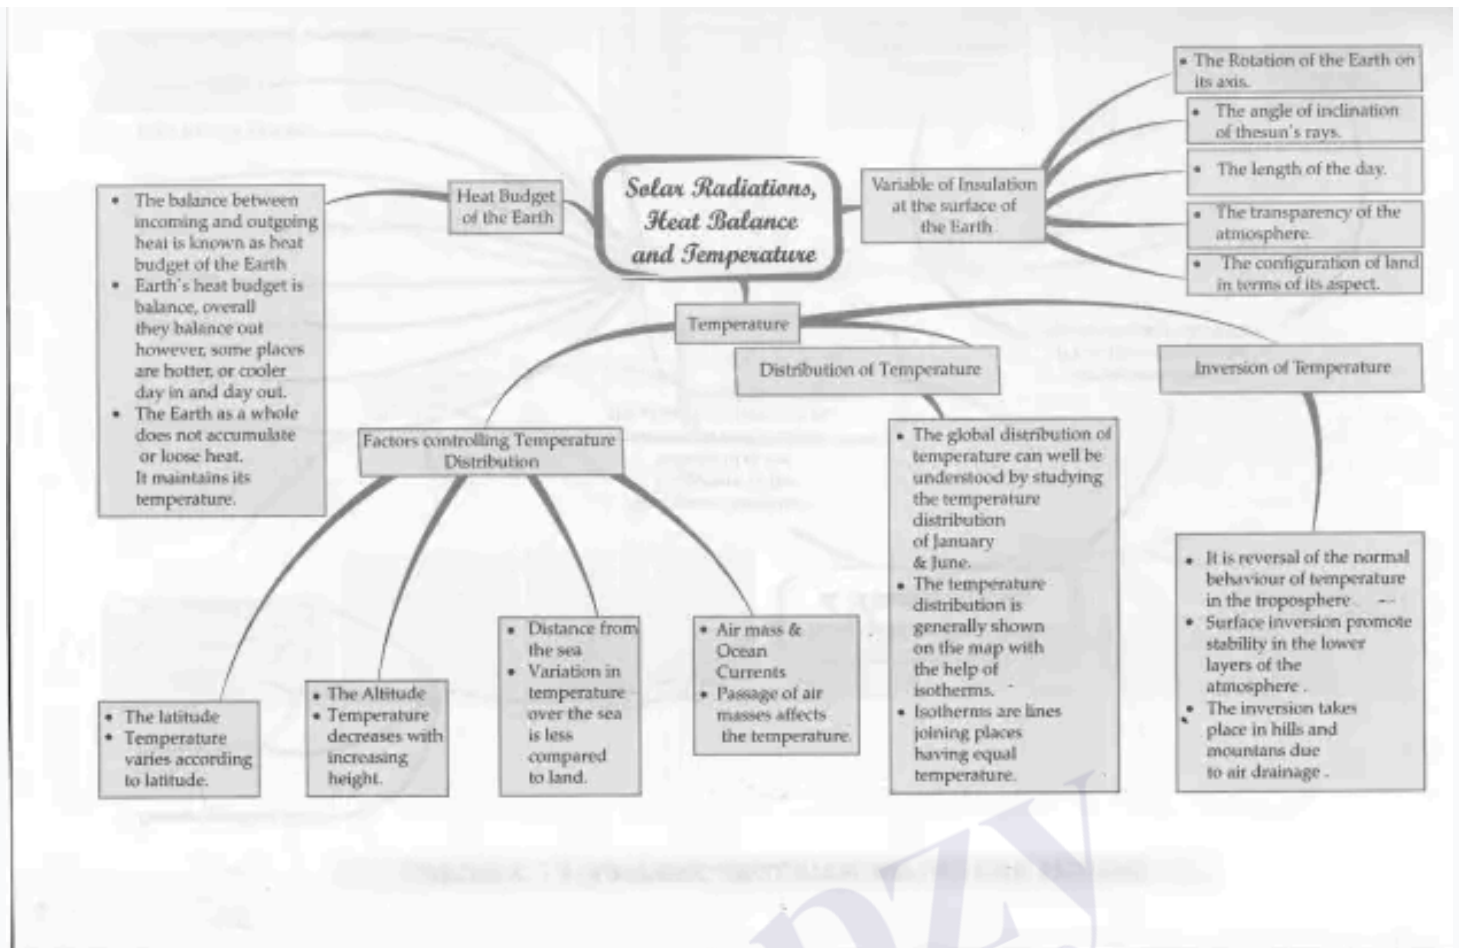 Solar Radiations,
Heat Balance
and Temperature
Heat Budget
of the Earth
• The balance between
incoming and outgoing
heat is known as heat
budget of the Earth
• Earth's heat budget is
balance, overall
they balance out
however, some places
are hotter, or cooler
day in and day out.
• The Earth as a whole
does not accumulate
or loose heat.
It maintains its
temperature.
Variable of Insulation
at the surface of
the Earth
• The Rotation of the Earth on
its axis.
• The angle of inclination
of thesun's rays.
• The length of the day.
• The transparency of the
atmosphere.
• The configuration of land
in terms of its aspect.
Temperature
Factors controlling Temperature
Distribution
• The latitude
• Temperature
varies according
to latitude.
• The Altitude
• Temperature
decreases with
increasing
height.
• Distance from
the sea
• Variation in
temperature
over the sea
is less
compared
to land.
• Air mass &
Ocean
Currents
• Passage of air
masses affects
the temperature.
Distribution of Temperature
• The global distribution of
temperature can well be
understood by studying
the temperature
distribution
of January
& June.
• The temperature
distribution is
generally shown
on the map with
the help of
isotherms.
• Isotherms are lines
joining places
having equal
temperature.
Inversion of Temperature
• It is reversal of the normal
behaviour of temperature
in the troposphere.
• Surface inversion promote
stability in the lower
layers of the
atmosphere.
• The inversion takes
place in hills and
mountans due
to air drainage.